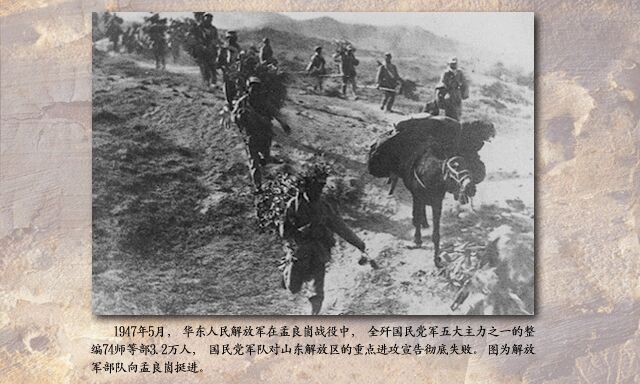 1947年5月， 华东人民解放军在孟良崮战役中， 全歼国民党军五大主力之一的整
编74师等部3.2万人， 国民党军队对山东解放区的重点进攻宣告彻底失败． 图为解放
军部队向孟良崮挺进．